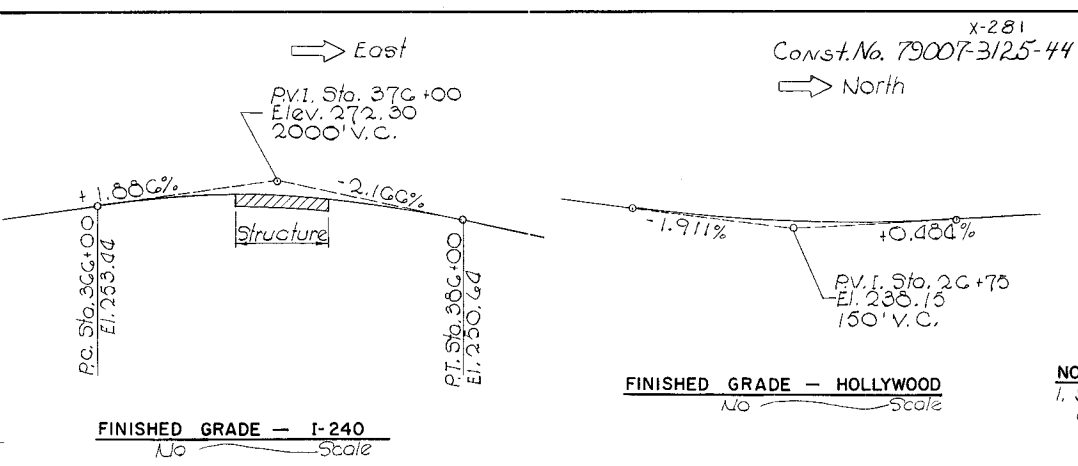 East
P.V.I. Sta. 376+00
Elev. 272.30
2000' V.C.
+1.886%
-2.166%
Structure
P.C. Sta. 366+00
El. 253.44
P.T. Sta. 386+00
El. 250.64
FINISHED GRADE — I-240
No Scale
X-281
Const. No. 79007-3125-44
North
-1.911%
+0.484%
P.V.I. Sta. 26+75
El. 238.15
150' V.C.
FINISHED GRADE — HOLLYWOOD
No Scale
NO
1.